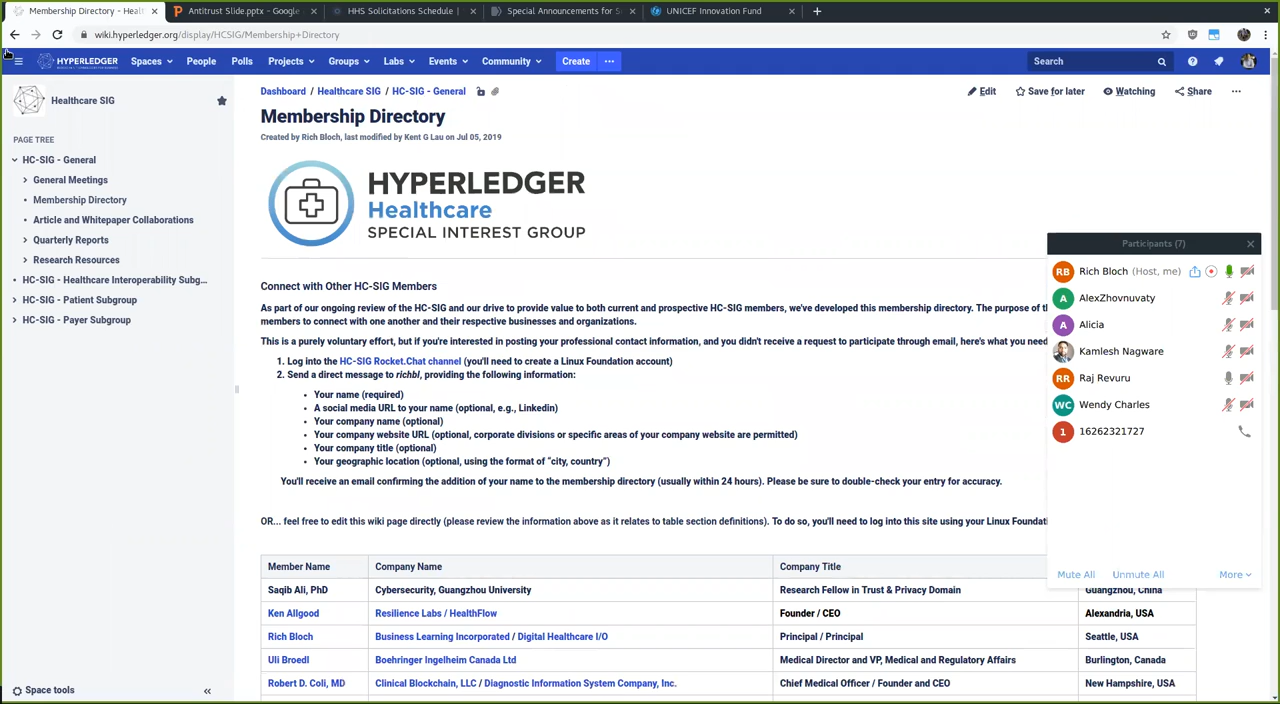 Membership Directory - Heal
Antitrust Slide.pptx - Google
HHS Solicitations Schedule |
Special Announcements for S
UNICEF Innovation Fund
wiki.hyperledger.org/display/HCSIG/Membership+Directory
HYPERLEDGER Spaces People Polls Projects Groups Labs Events Community Create ... Search
Healthcare SIG
PAGE TREE
HC-SIG - General
General Meetings
Membership Directory
Article and Whitepaper Collaborations
Quarterly Reports
Research Resources
HC-SIG - Healthcare Interoperability Subg...
HC-SIG - Patient Subgroup
HC-SIG - Payer Subgroup
Space tools
Dashboard / Healthcare SIG / HC-SIG - General
Edit Save for later Watching Share ...
Membership Directory
Created by Rich Bloch, last modified by Kent G Lau on Jul 05, 2019
HYPERLEDGER
Healthcare
SPECIAL INTEREST GROUP
Connect with Other HC-SIG Members
As part of our ongoing review of the HC-SIG and our drive to provide value to both current and prospective HC-SIG members, we've developed this membership directory. The purpose of th
members to connect with one another and their respective businesses and organizations.
This is a purely voluntary effort, but if you're interested in posting your professional contact information, and you didn't receive a request to participate through email, here's what you need
1. Log into the HC-SIG Rocket.Chat channel (you'll need to create a Linux Foundation account)
2. Send a direct message to richbl, providing the following information:
• Your name (required)
• A social media URL to your name (optional, e.g., Linkedin)
• Your company name (optional)
• Your company website URL (optional, corporate divisions or specific areas of your company website are permitted)
• Your company title (optional)
• Your geographic location (optional, using the format of “city, country”)
You'll receive an email confirming the addition of your name to the membership directory (usually within 24 hours). Please be sure to double-check your entry for accuracy.
OR... feel free to edit this wiki page directly (please review the information above as it relates to table section definitions). To do so, you'll need to log into this site using your Linux Foundati
Member Name Company Name Company Title
Saqib Ali, PhD Cybersecurity, Guangzhou University Research Fellow in Trust & Privacy Domain Guangzhou, China
Ken Allgood Resilience Labs / HealthFlow Founder / CEO Alexandria, USA
Rich Bloch Business Learning Incorporated / Digital Healthcare I/O Principal / Principal Seattle, USA
Uli Broedl Boehringer Ingelheim Canada Ltd Medical Director and VP, Medical and Regulatory Affairs Burlington, Canada
Robert D. Coli, MD Clinical Blockchain, LLC / Diagnostic Information System Company, Inc. Chief Medical Officer / Founder and CEO New Hampshire, USA
Participants (7)
RB Rich Bloch (Host, me)
A AlexZhovnuvaty
A Alicia
Kamlesh Nagware
RR Raj Revuru
WC Wendy Charles
1 16262321727
Mute All Unmute All More